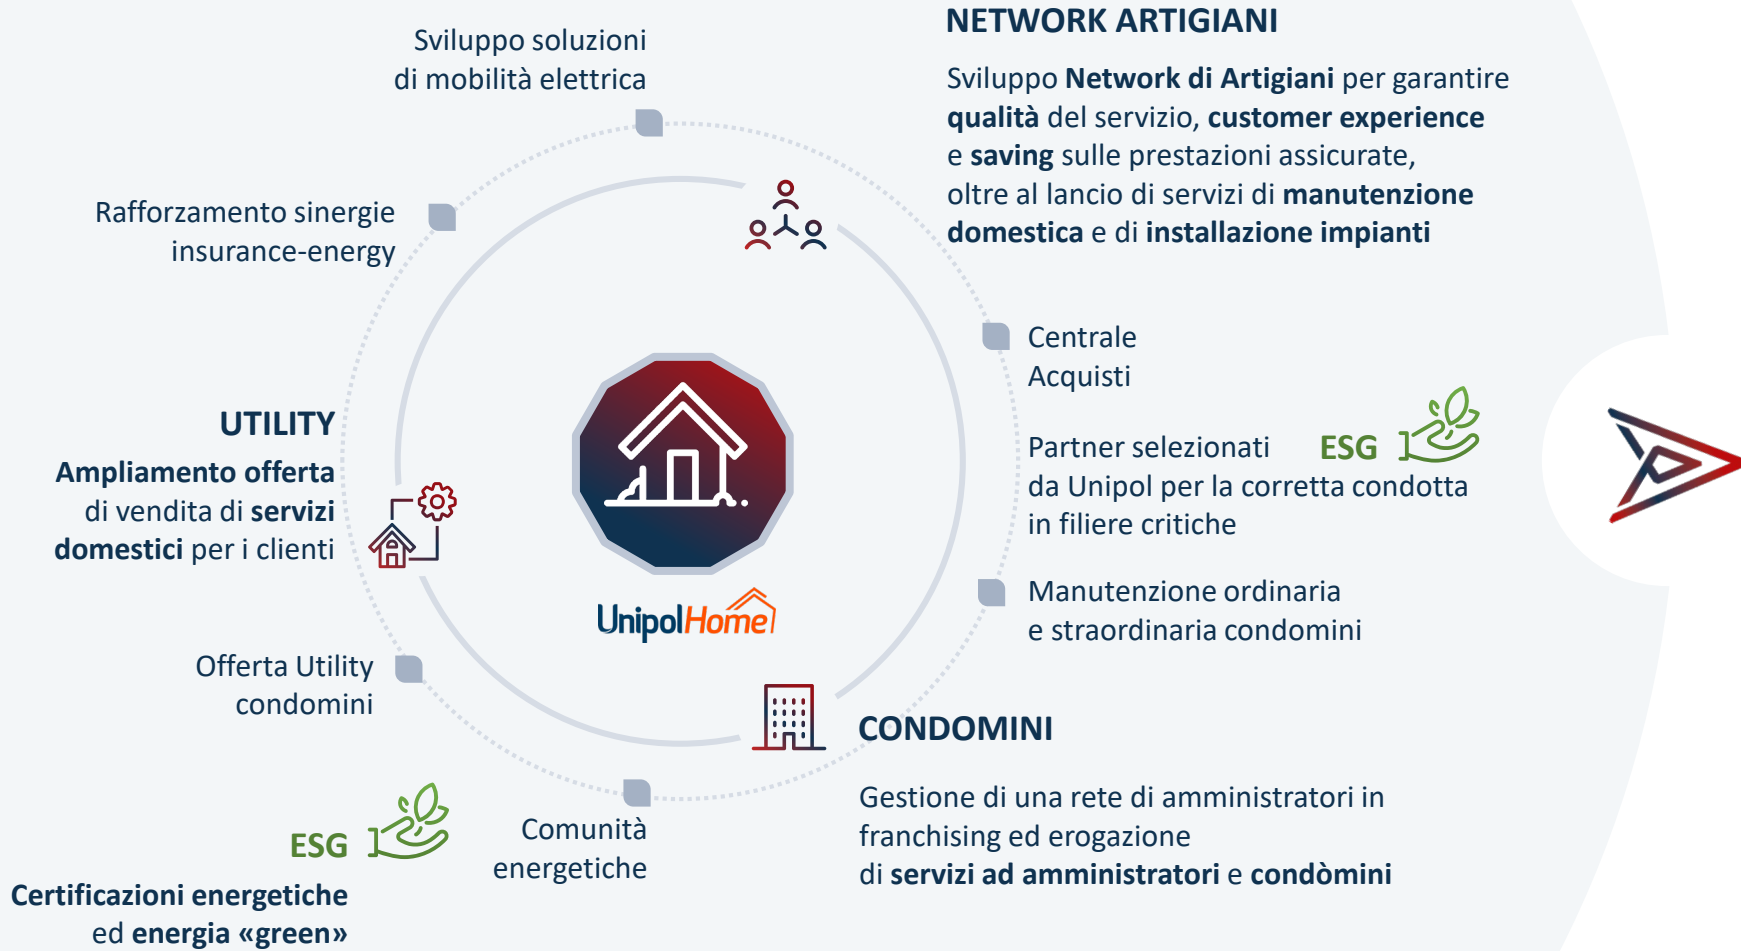 NETWORK ARTIGIANI
Sviluppo Network di Artigiani per garantire
qualità del servizio, customer experience
e saving sulle prestazioni assicurate,
oltre al lancio di servizi di manutenzione
domestica e di installazione impianti
Sviluppo soluzioni
di mobilità elettrica
Rafforzamento sinergie
insurance-energy
Centrale
Acquisti
Partner selezionati
da Unipol per la corretta condotta
in filiere critiche
ESG
UTILITY
Ampliamento offerta
di vendita di servizi
domestici per i clienti
UnipolHome
Manutenzione ordinaria
e straordinaria condomini
Offerta Utility
condomini
CONDOMINI
Gestione di una rete di amministratori in
franchising ed erogazione
di servizi ad amministratori e condòmini
Comunità
energetiche
ESG
Certificazioni energetiche
ed energia «green»